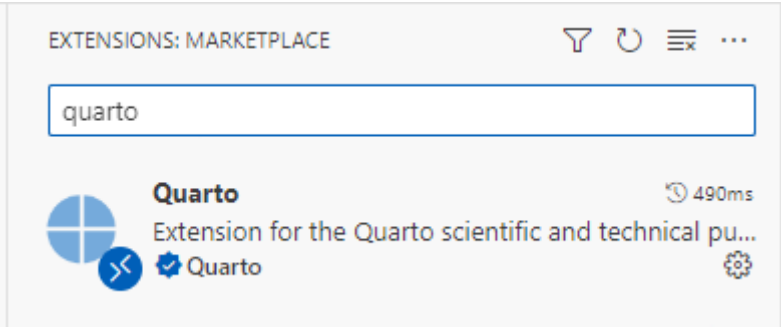 EXTENSIONS: MARKETPLACE
quarto
Quarto 490ms
Extension for the Quarto scientific and technical pu...
Quarto